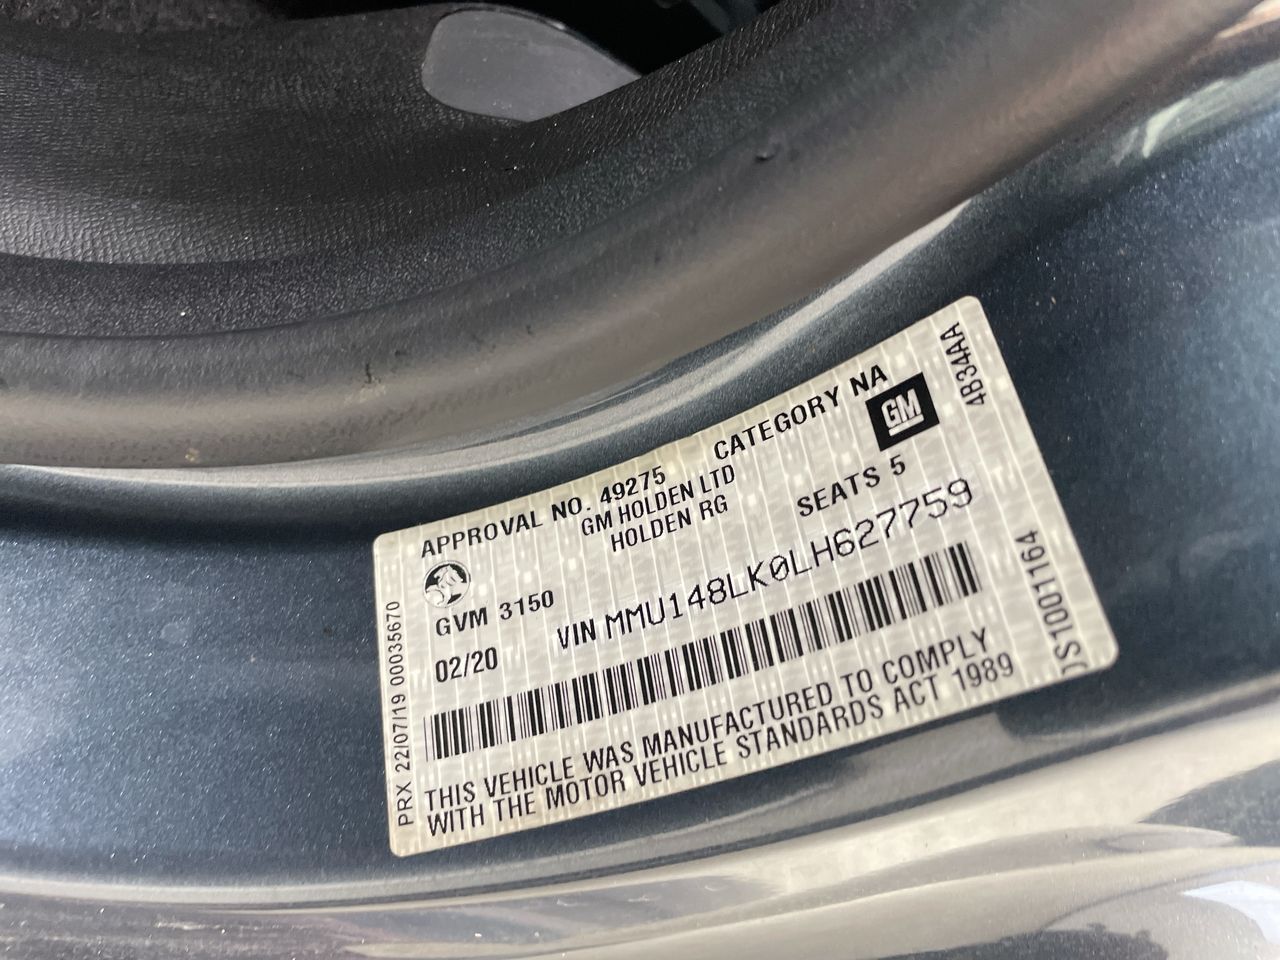 APPROVAL NO. 49275 CATEGORY NA
GM HOLDEN LTD
HOLDEN RG
SEATS 5
GM
4B34AA
GVM 3150
02/20
VIN MMU148LK0LH627759
THIS VEHICLE WAS MANUFACTURED TO COMPLY
WITH THE MOTOR VEHICLE STANDARDS ACT 1989
PRX 22/07/19 00035670
JS1001164